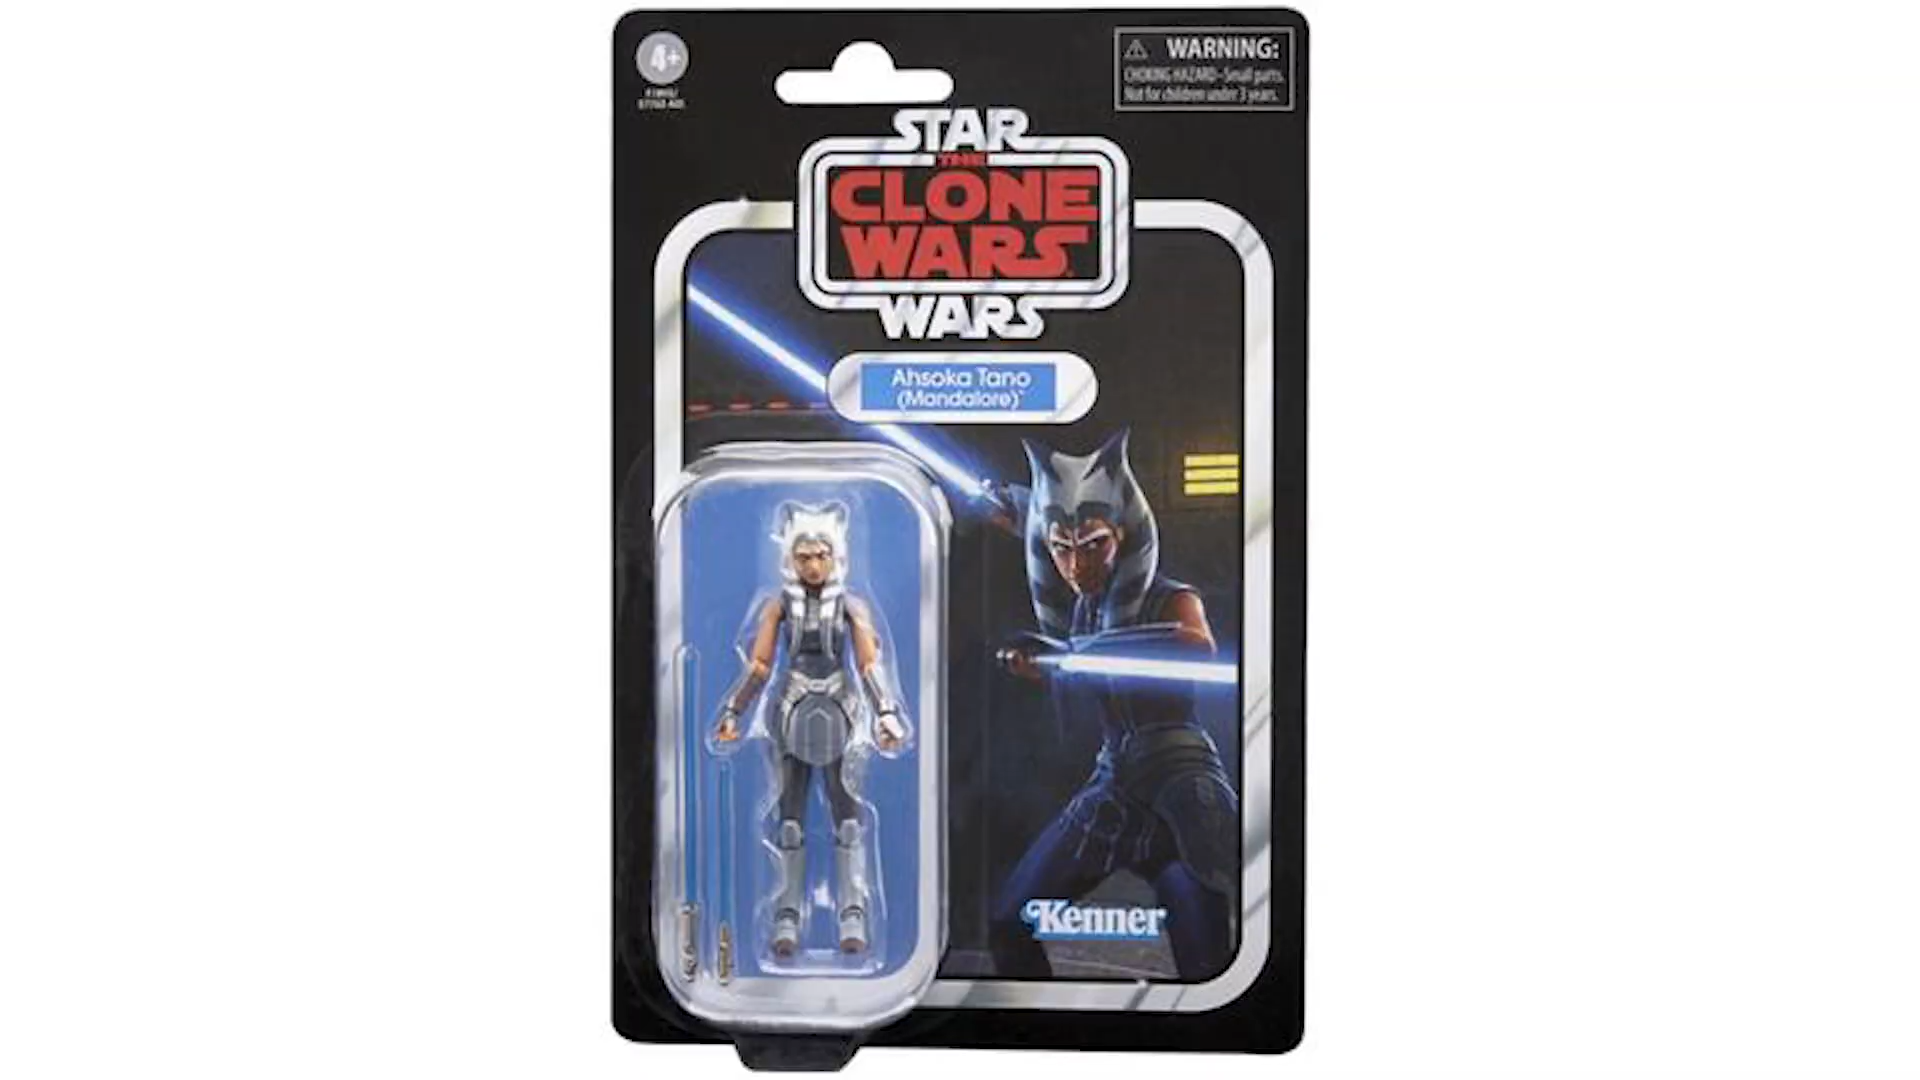 4+
WARNING:
CHOKING HAZARD-Small parts.
Not for children under 3 years.
STAR
THE
CLONE
WARS
WARS
Ahsoka Tano
(Mandalore)
Kenner